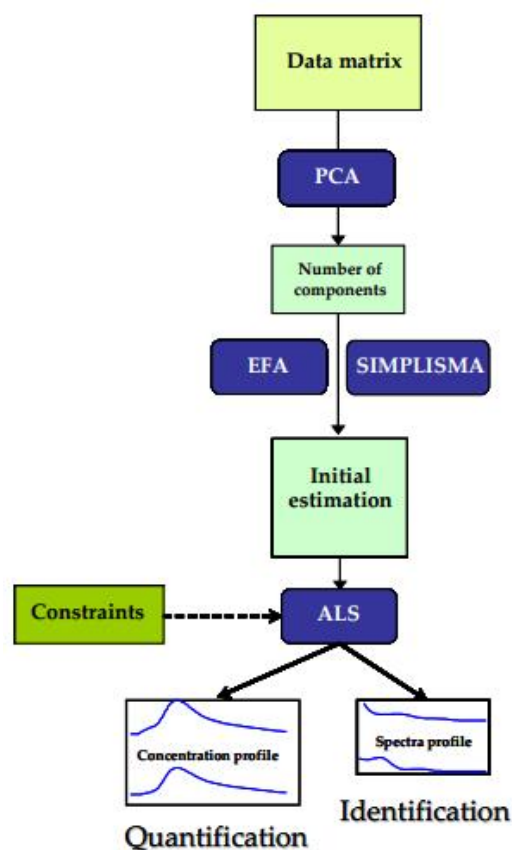 Data matrix
PCA
Number of
components
EFA
SIMPLISMA
Initial
estimation
Constraints
ALS
Concentration profile
Spectra profile
Identification
Quantification